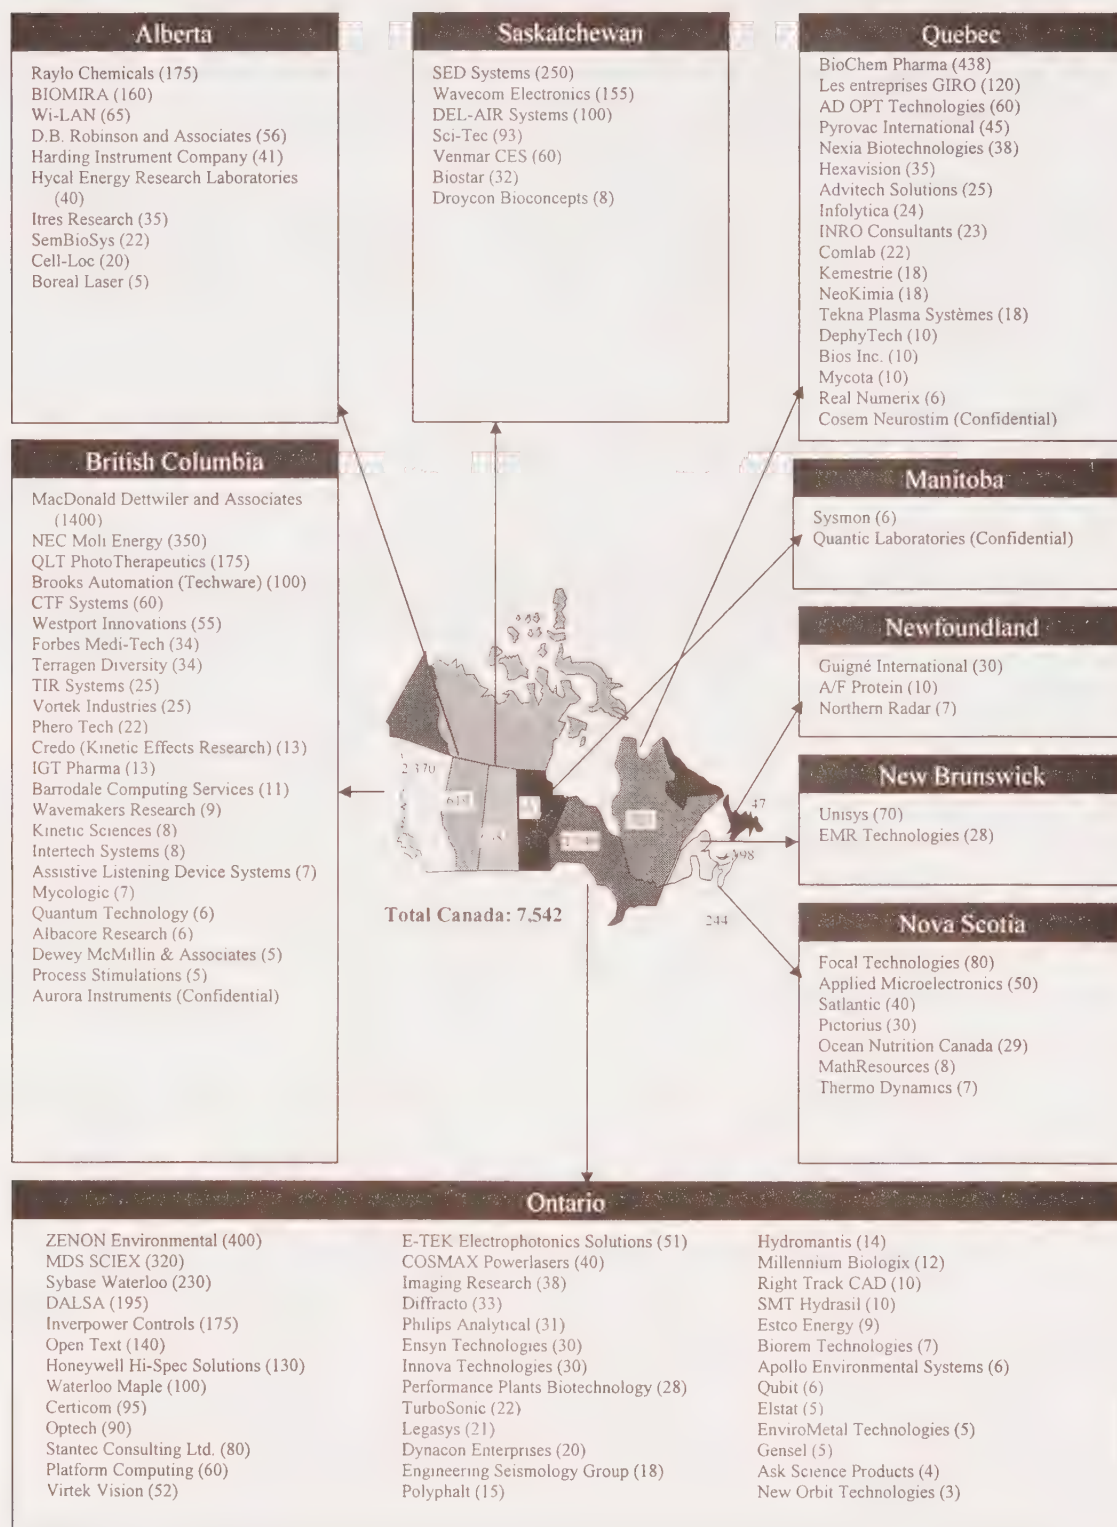 Alberta
Raylo Chemicals (175)
BIOMIRA (160)
Wi-LAN (65)
D.B. Robinson and Associates (56)
Harding Instrument Company (41)
Hycal Energy Research Laboratories
(40)
Itres Research (35)
SemBioSys (22)
Cell-Loc (20)
Boreal Laser (5)
Saskatchewan
SED Systems (250)
Wavecom Electronics (155)
DEL-AIR Systems (100)
Sci-Tec (93)
Venmar CES (60)
Biostar (32)
Droycon Bioconcepts (8)
Quebec
BioChem Pharma (438)
Les entreprises GIRO (120)
AD OPT Technologies (60)
Pyrovac International (45)
Nexia Biotechnologies (38)
Hexavision (35)
Advitech Solutions (25)
Infolytica (24)
INRO Consultants (23)
Comlab (22)
Kemestrie (18)
NeoKimia (18)
Tekna Plasma Systèmes (18)
DephyTech (10)
Bios Inc. (10)
Mycota (10)
Real Numerix (6)
Cosem Neurostim (Confidential)
British Columbia
MacDonald Dettwiler and Associates
(1400)
NEC Moli Energy (350)
QLT PhotoTherapeutics (175)
Brooks Automation (Techware) (100)
CTF Systems (60)
Westport Innovations (55)
Forbes Medi-Tech (34)
Terragen Diversity (34)
TIR Systems (25)
Vortek Industries (25)
Phero Tech (22)
Credo (Kinetic Effects Research) (13)
IGT Pharma (13)
Barrodale Computing Services (11)
Wavemakers Research (9)
Kinetic Sciences (8)
Intertech Systems (8)
Assistive Listening Device Systems (7)
Mycologic (7)
Quantum Technology (6)
Albacore Research (6)
Dewey McMillin & Associates (5)
Process Stimulations (5)
Aurora Instruments (Confidential)
Manitoba
Sysmon (6)
Quantic Laboratories (Confidential)
Newfoundland
Guigné International (30)
A/F Protein (10)
Northern Radar (7)
New Brunswick
Unisys (70)
EMR Technologies (28)
Nova Scotia
Focal Technologies (80)
Applied Microelectronics (50)
Satlantic (40)
Pictorius (30)
Ocean Nutrition Canada (29)
MathResources (8)
Thermo Dynamics (7)
2 370
47
98
244
Total Canada: 7,542
Ontario
ZENON Environmental (400)
MDS SCIEX (320)
Sybase Waterloo (230)
DALSA (195)
Inverpower Controls (175)
Open Text (140)
Honeywell Hi-Spec Solutions (130)
Waterloo Maple (100)
Certicom (95)
Optech (90)
Stantec Consulting Ltd. (80)
Platform Computing (60)
Virtek Vision (52)
E-TEK Electrophotonics Solutions (51)
COSMAX Powerlasers (40)
Imaging Research (38)
Diffracto (33)
Philips Analytical (31)
Ensyn Technologies (30)
Innova Technologies (30)
Performance Plants Biotechnology (28)
TurboSonic (22)
Legasys (21)
Dynacon Enterprises (20)
Engineering Seismology Group (18)
Polyphalt (15)
Hydromantis (14)
Millennium Biologix (12)
Right Track CAD (10)
SMT Hydrasil (10)
Estco Energy (9)
Biorem Technologies (7)
Apollo Environmental Systems (6)
Qubit (6)
Elstat (5)
EnviroMetal Technologies (5)
Gensel (5)
Ask Science Products (4)
New Orbit Technologies (3)